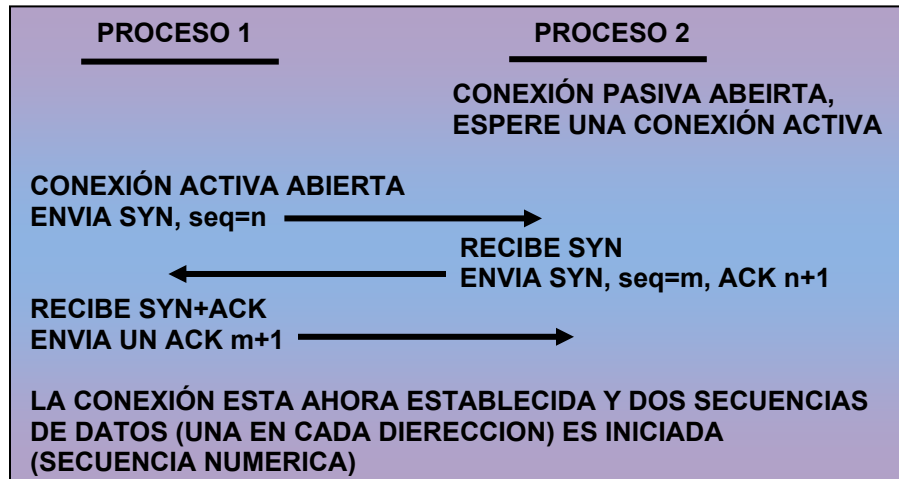 PROCESO 1
PROCESO 2
CONEXIÓN PASIVA ABEIRTA,
ESPERE UNA CONEXIÓN ACTIVA
CONEXIÓN ACTIVA ABIERTA
ENVIA SYN, seq=n
RECIBE SYN
ENVIA SYN, seq=m, ACK n+1
RECIBE SYN+ACK
ENVIA UN ACK m+1
LA CONEXIÓN ESTA AHORA ESTABLECIDA Y DOS SECUENCIAS
DE DATOS (UNA EN CADA DIERECCION) ES INICIADA
(SECUENCIA NUMERICA)